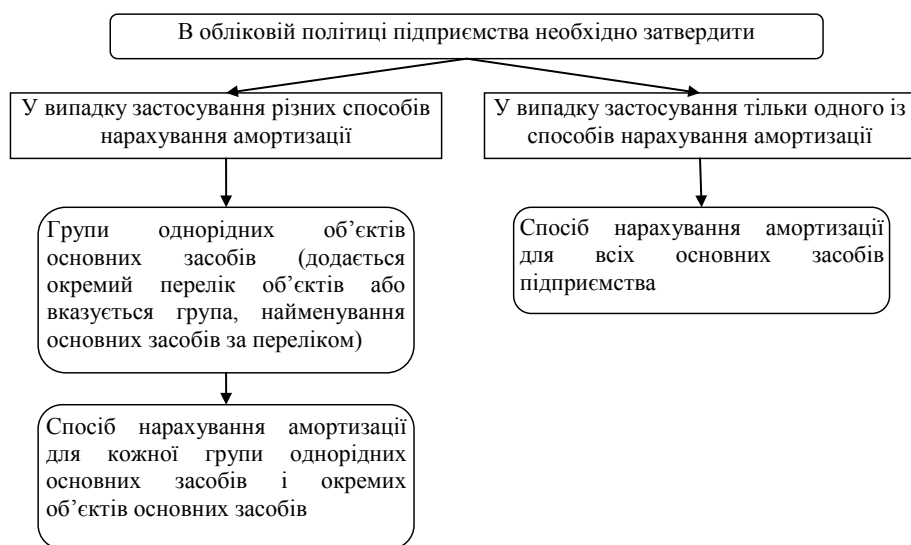 В обліковій політиці підприємства необхідно затвердити
У випадку застосування різних способів
нарахування амортизації
У випадку застосування тільки одного із
способів нарахування амортизації
Групи однорідних об’єктів
основних засобів (додається
окремий перелік об’єктів або
вказується група, найменування
основних засобів за переліком)
Спосіб нарахування амортизації
для всіх основних засобів
підприємства
Спосіб нарахування амортизації
для кожної групи однорідних
основних засобів і окремих
об’єктів основних засобів